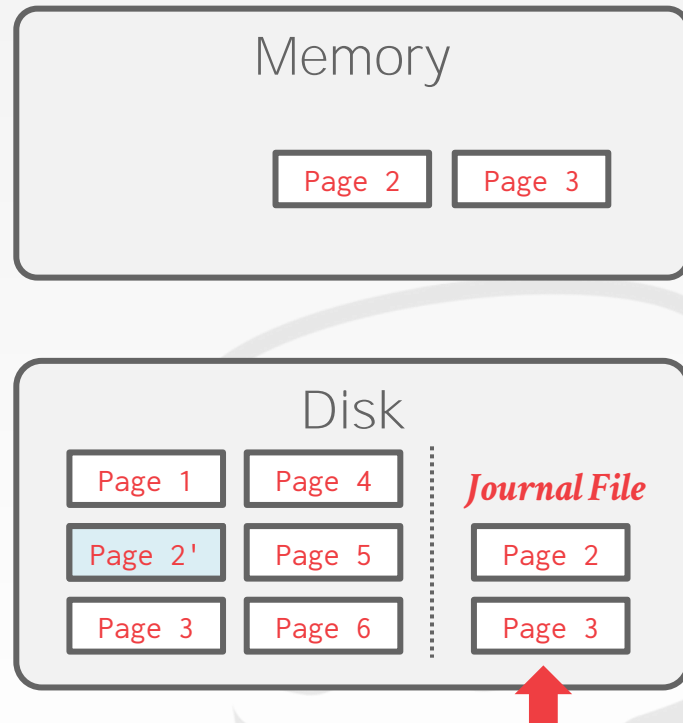 Memory
Page 2 Page 3
Disk
Page 1 Page 4
Page 2' Page 5
Page 3 Page 6
Journal File
Page 2
Page 3